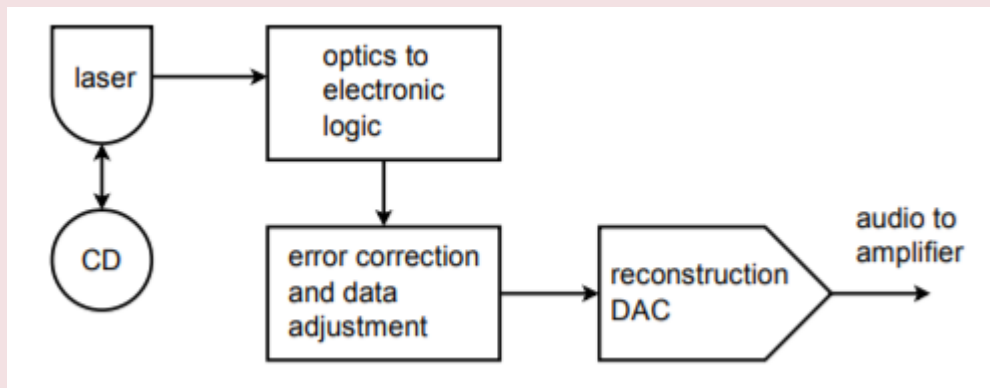 laser
optics to
electronic
logic
CD
error correction
and data
adjustment
reconstruction
DAC
audio to
amplifier